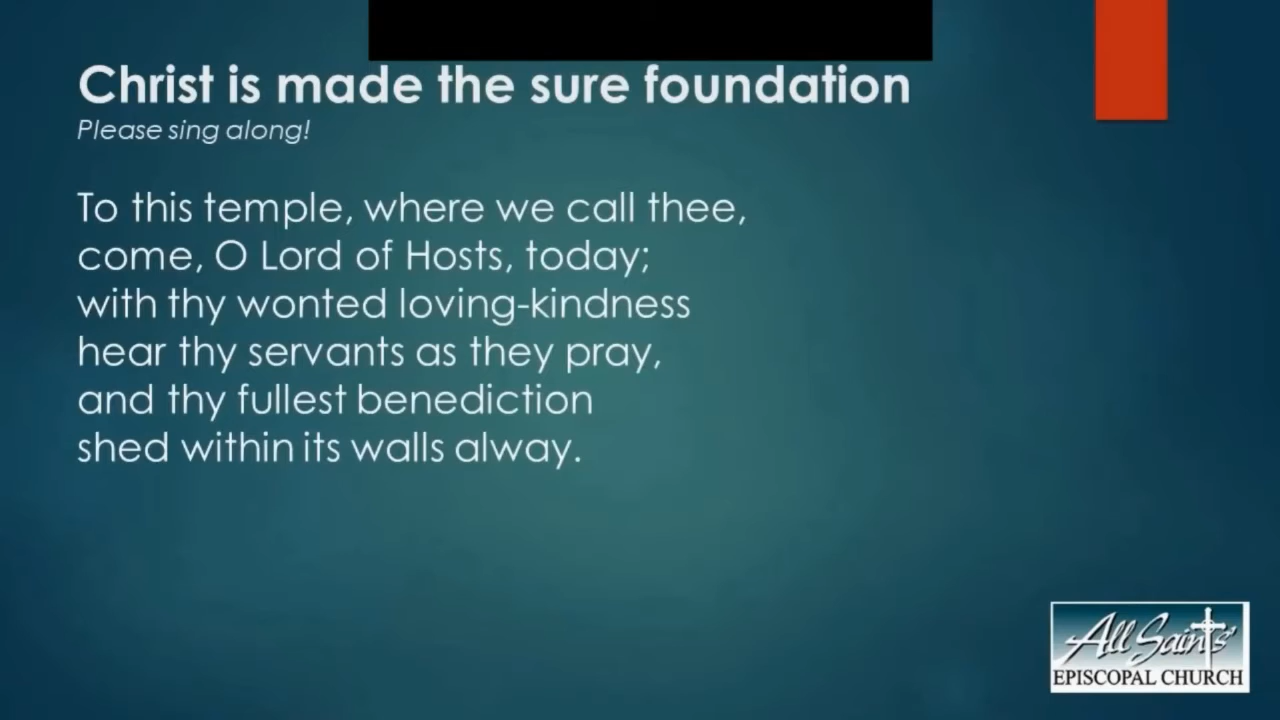 Christ is made the sure foundation
Please sing along!
To this temple, where we call thee,
come, O Lord of Hosts, today;
with thy wonted loving-kindness
hear thy servants as they pray,
and thy fullest benediction
shed within its walls alway.
All Saints'
EPISCOPAL CHURCH